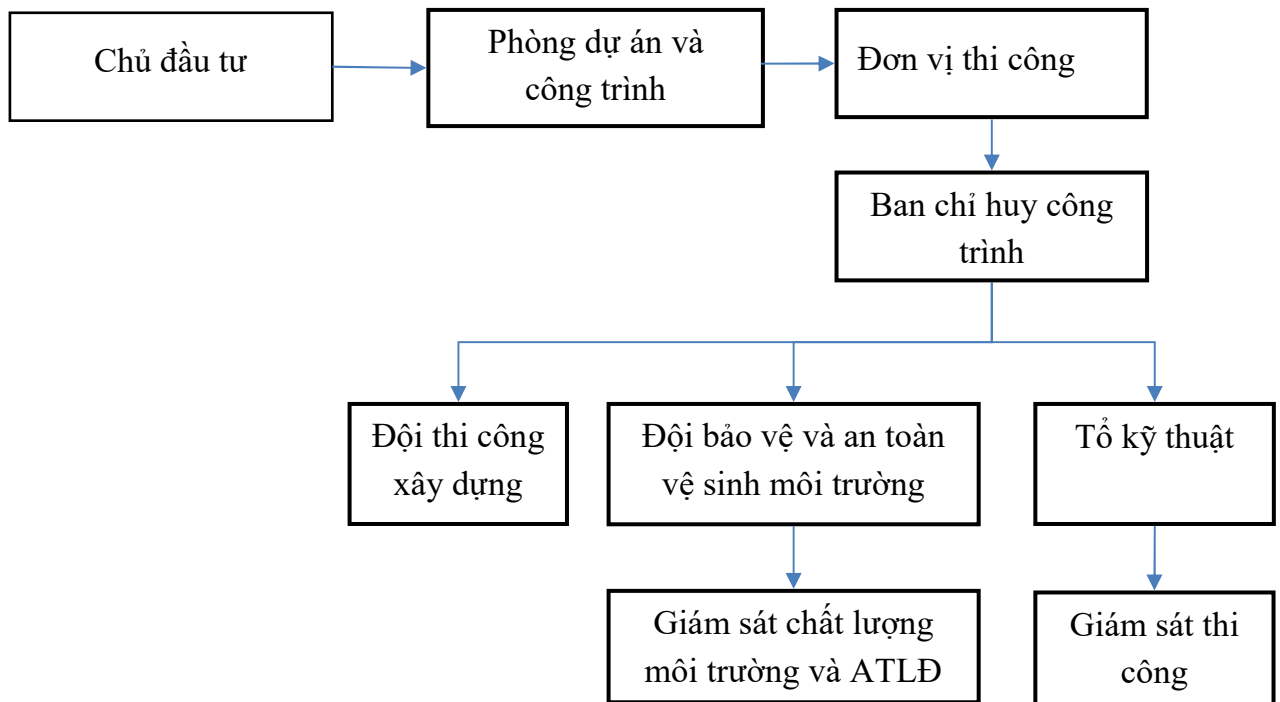 Chủ đầu tư
Phòng dự án và
công trình
Đơn vị thi công
Ban chỉ huy công
trình
Đội thi công
xây dựng
Đội bảo vệ và an toàn
vệ sinh môi trường
Tổ kỹ thuật
Giám sát chất lượng
môi trường và ATLĐ
Giám sát thi
công